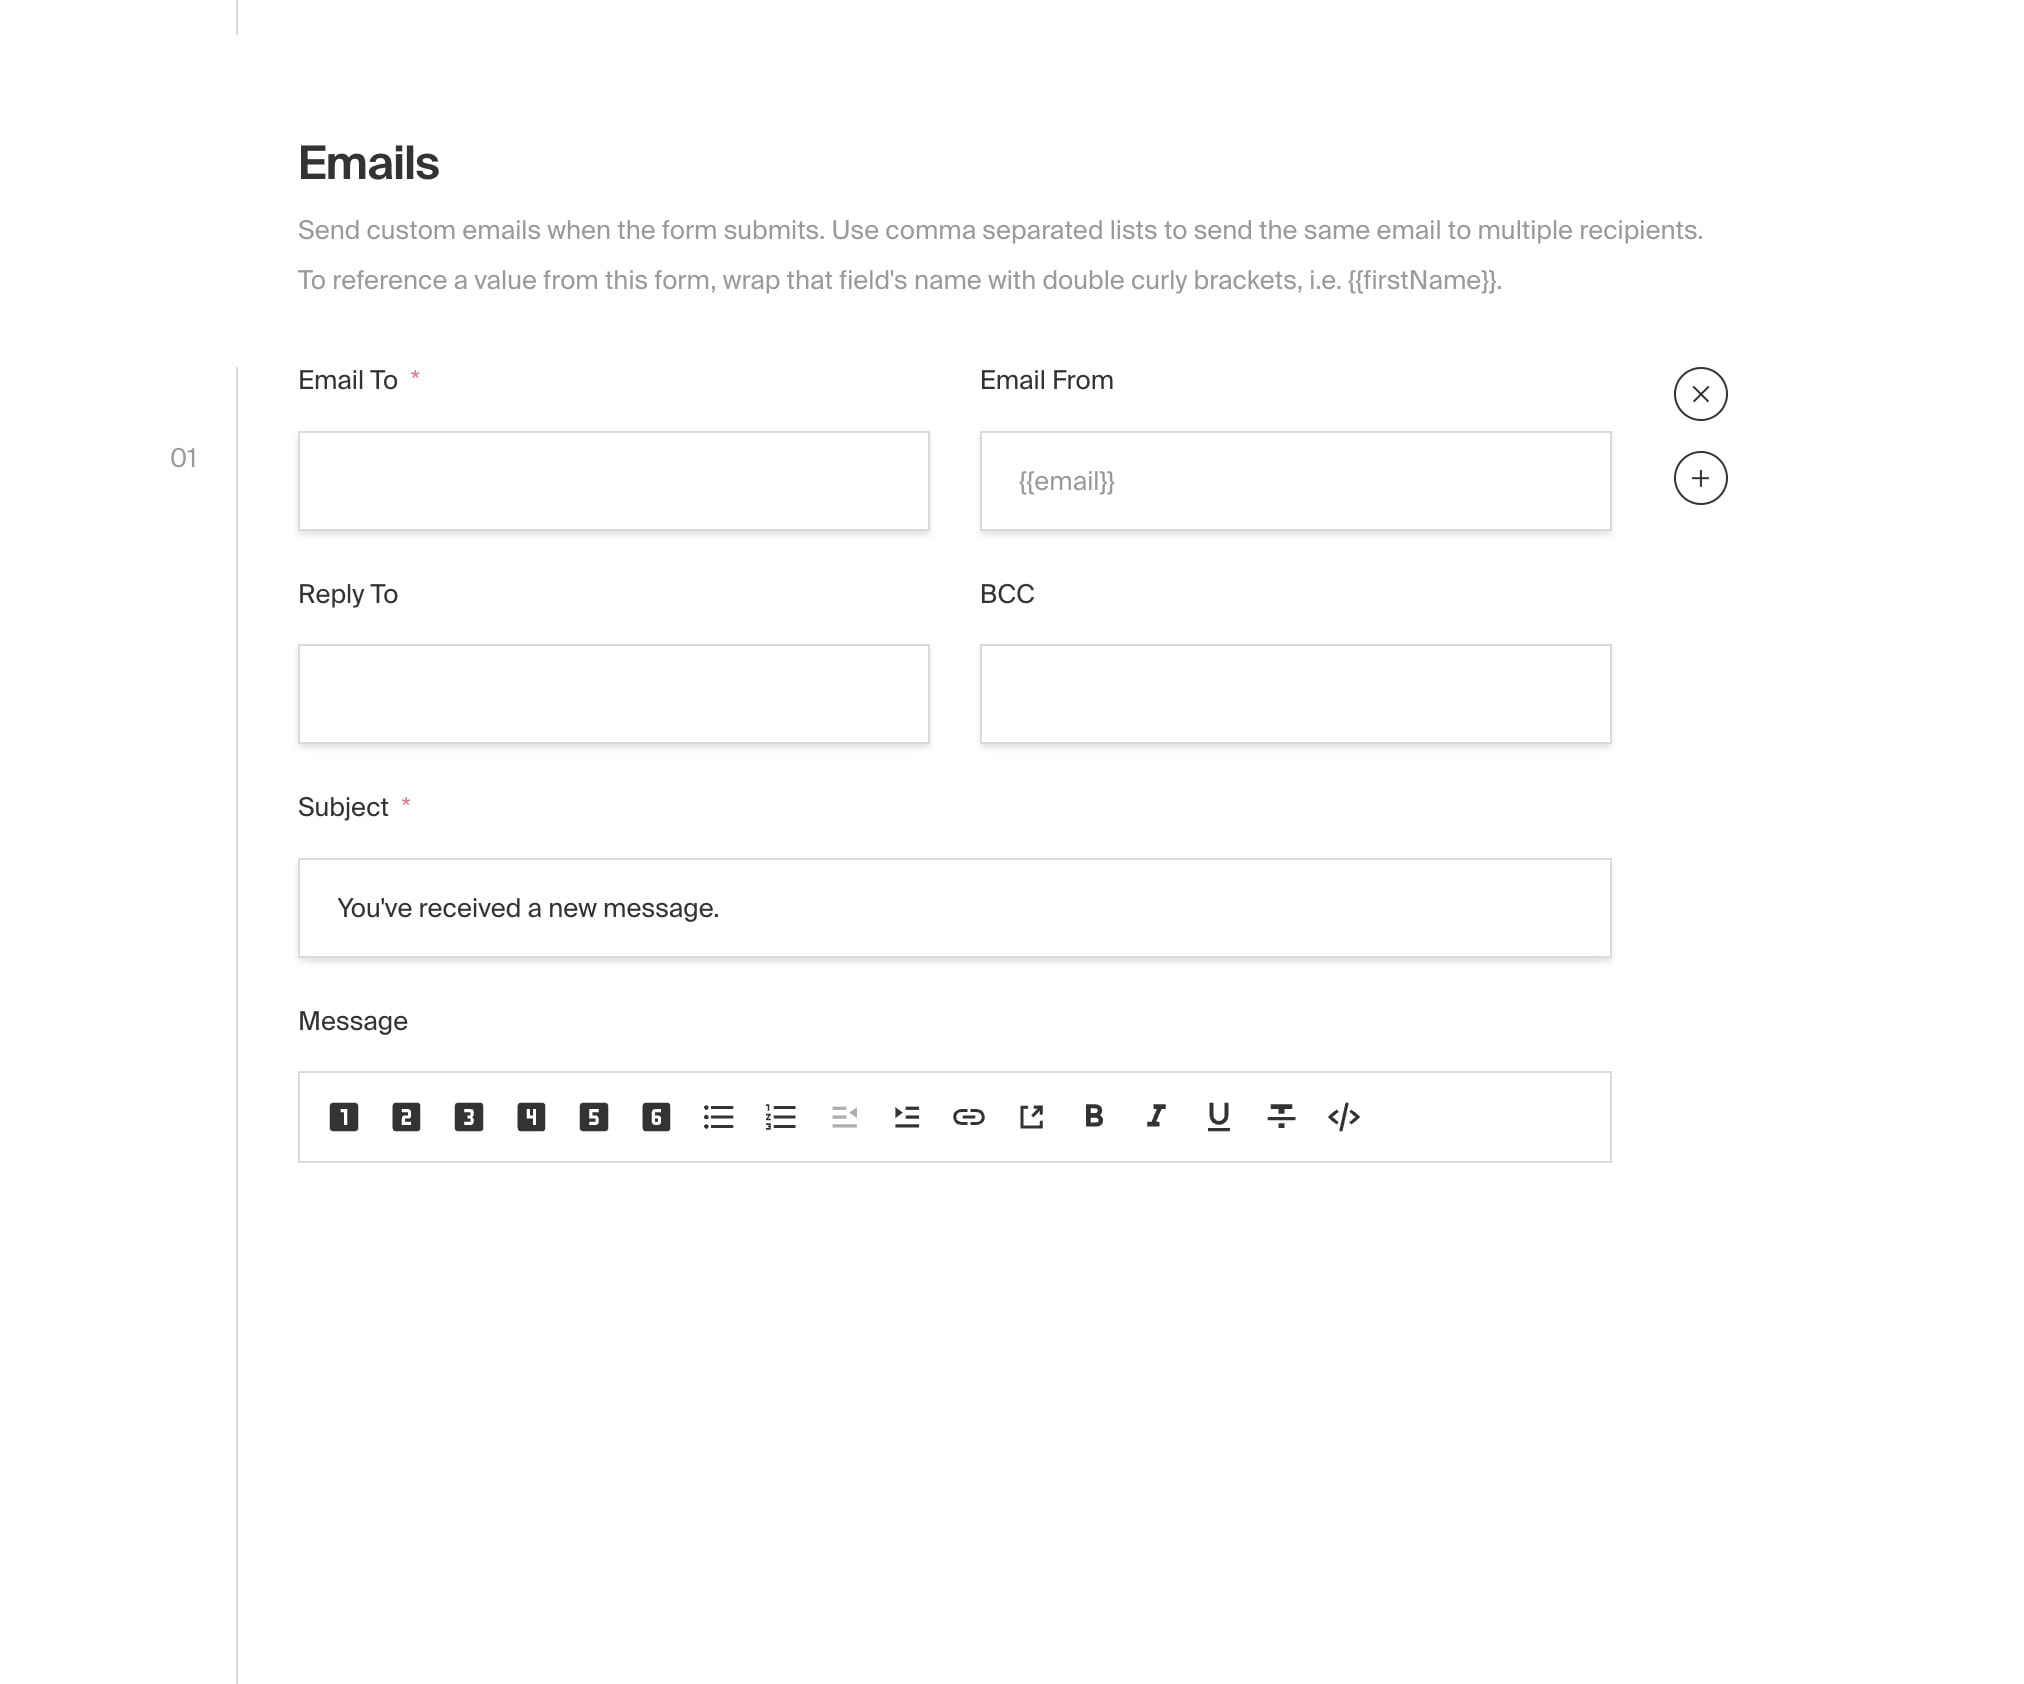 Emails
Send custom emails when the form submits. Use comma separated lists to send the same email to multiple recipients.
To reference a value from this form, wrap that field's name with double curly brackets, i.e. {{firstName}}.
01
Email To *
Email From
{{email}}
Reply To
BCC
Subject *
You've received a new message.
Message
1 2 3 4 5 6 B I U </>